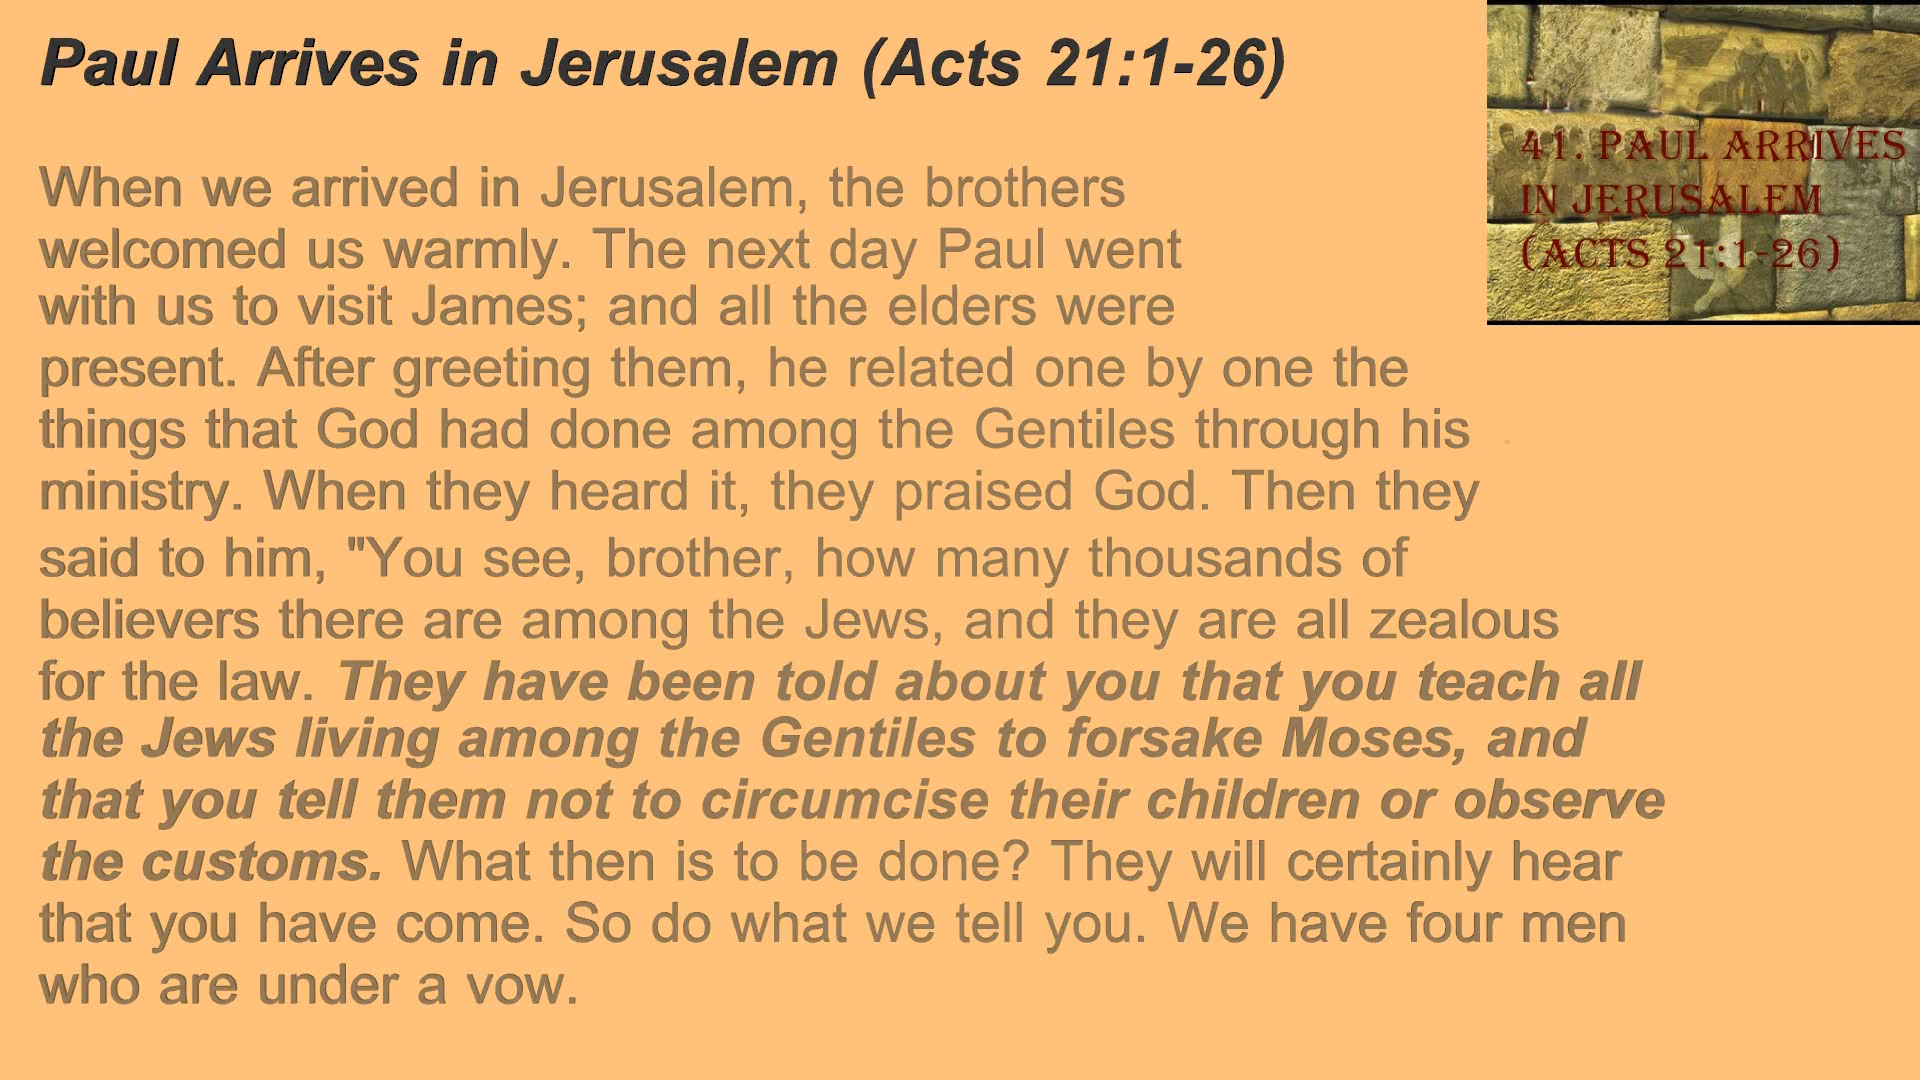 Paul Arrives in Jerusalem (Acts 21:1-26)
When we arrived in Jerusalem, the brothers
welcomed us warmly. The next day Paul went
with us to visit James; and all the elders were
present. After greeting them, he related one by one the
things that God had done among the Gentiles through his
ministry. When they heard it, they praised God. Then they
said to him, "You see, brother, how many thousands of
believers there are among the Jews, and they are all zealous
for the law. They have been told about you that you teach all
the Jews living among the Gentiles to forsake Moses, and
that you tell them not to circumcise their children or observe
the customs. What then is to be done? They will certainly hear
that you have come. So do what we tell you. We have four men
who are under a vow.
41. PAUL ARRIVES
IN JERUSALEM
(ACTS 21:1-26)